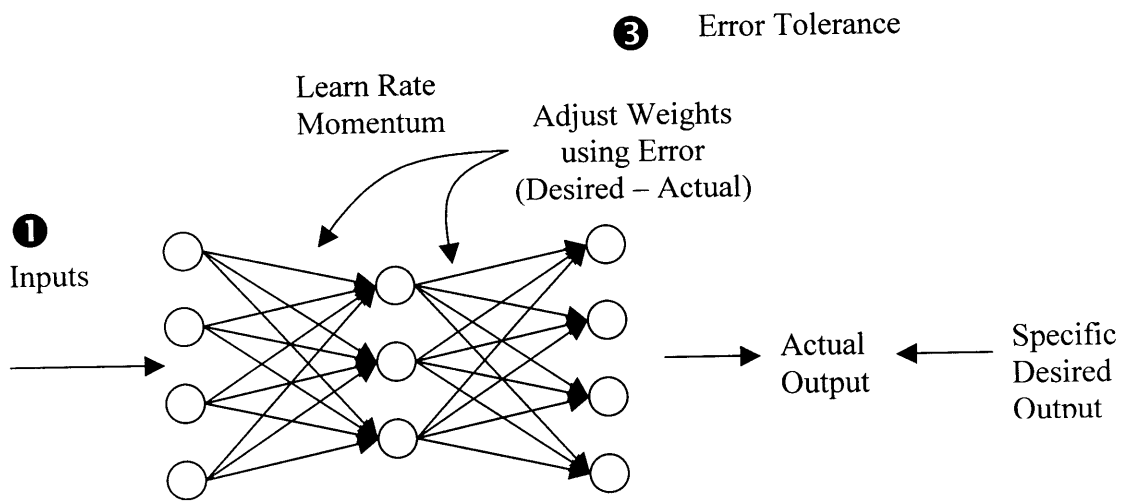 ❸ Error Tolerance
Learn Rate
Momentum
Adjust Weights
using Error
(Desired – Actual)
❶
Inputs
Actual
Output
Specific
Desired
Output